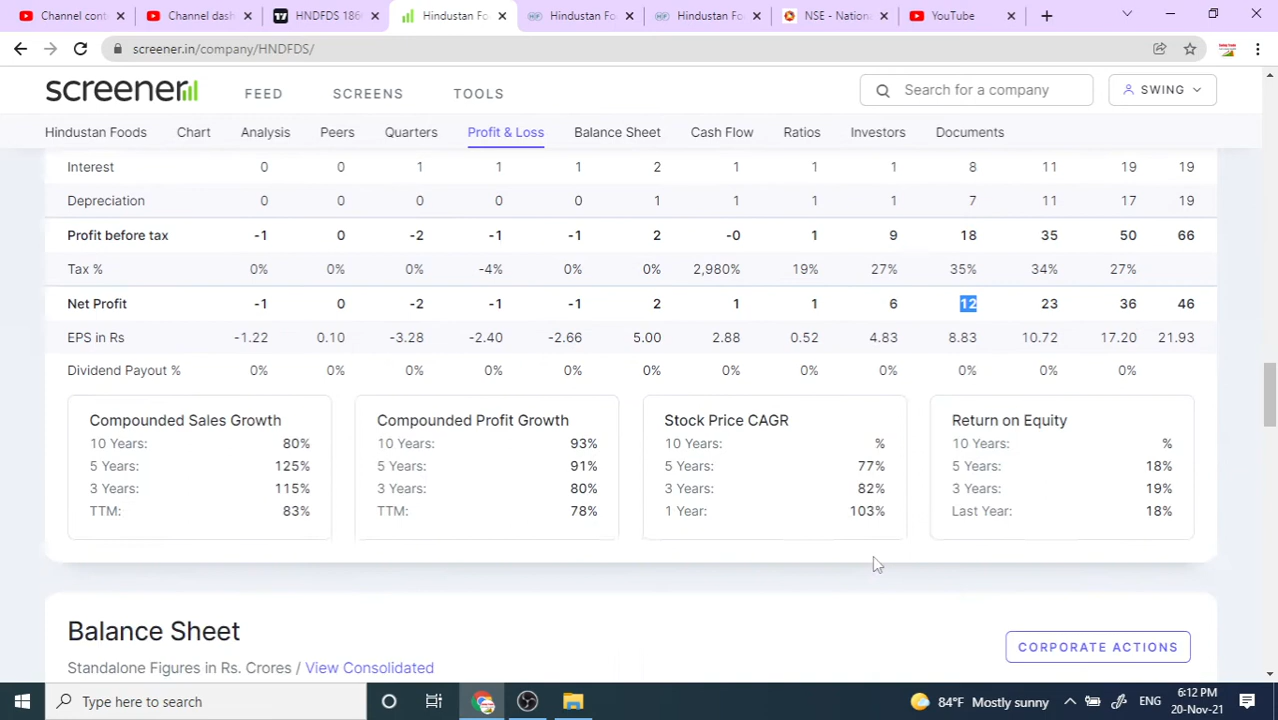 Channel cont
Channel dash
HNDFDS 186
Hindustan Fo
Hindustan Fo
Hindustan Fo
NSE - Nationa
YouTube
screener.in/company/HNDFDS/
screener
FEED
SCREENS
TOOLS
Search for a company
SWING
Hindustan Foods Chart Analysis Peers Quarters Profit & Loss Balance Sheet Cash Flow Ratios Investors Documents
Interest 0 0 1 1 1 2 1 1 1 8 11 19 19
Depreciation 0 0 0 0 0 1 1 1 1 7 11 17 19
Profit before tax -1 0 -2 -1 -1 2 -0 1 9 18 35 50 66
Tax % 0% 0% 0% -4% 0% 0% 2,980% 19% 27% 35% 34% 27%
Net Profit -1 0 -2 -1 -1 2 1 1 6 12 23 36 46
EPS in Rs -1.22 0.10 -3.28 -2.40 -2.66 5.00 2.88 0.52 4.83 8.83 10.72 17.20 21.93
Dividend Payout % 0% 0% 0% 0% 0% 0% 0% 0% 0% 0% 0% 0%
Compounded Sales Growth
10 Years: 80%
5 Years: 125%
3 Years: 115%
TTM: 83%
Compounded Profit Growth
10 Years: 93%
5 Years: 91%
3 Years: 80%
TTM: 78%
Stock Price CAGR
10 Years: %
5 Years: 77%
3 Years: 82%
1 Year: 103%
Return on Equity
10 Years: %
5 Years: 18%
3 Years: 19%
Last Year: 18%
Balance Sheet
Standalone Figures in Rs. Crores / View Consolidated
CORPORATE ACTIONS
Type here to search
84°F Mostly sunny
ENG
6:12 PM
20-Nov-21